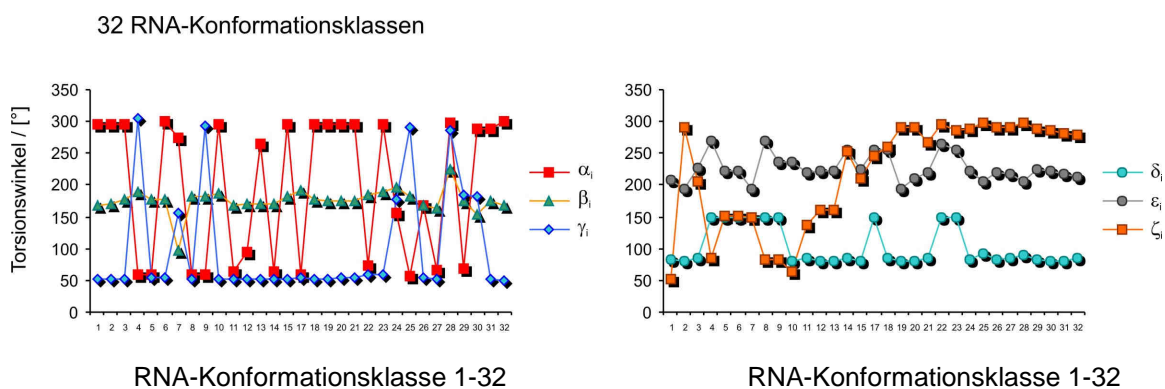 32 RNA-Konformationsklassen
Torsionswinkel / [°]
350
300
250
200
150
100
50
0
1 2 3 4 5 6 7 8 9 10 11 12 13 14 15 17 18 19 20 21 22 23 24 25 26 27 28 29 30 31 32
αi
βi
γi
RNA-Konformationsklasse 1-32
350
300
250
200
150
100
50
0
1 2 3 4 5 6 7 8 9 10 11 12 13 14 15 17 18 19 20 21 22 23 24 25 26 27 28 29 30 31 32
δi
εi
ζi
RNA-Konformationsklasse 1-32